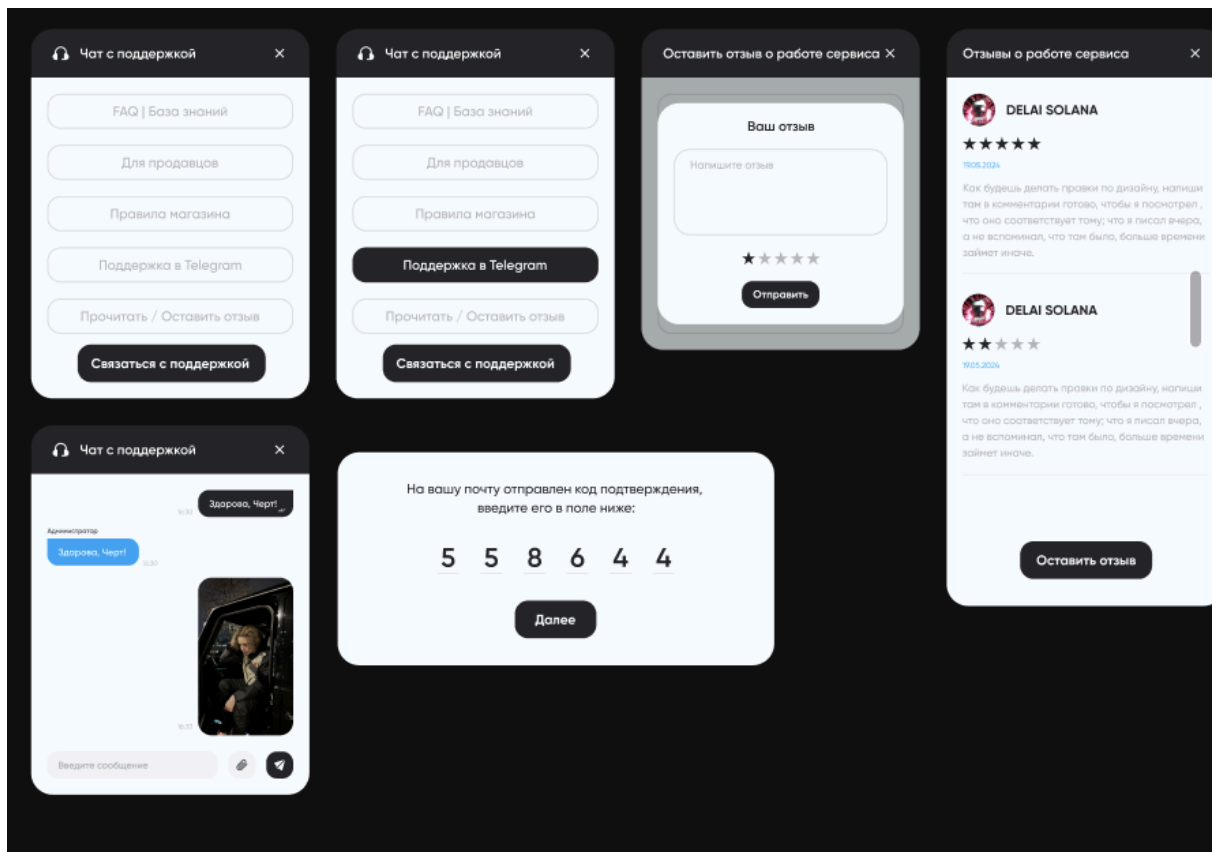 Чат с поддержкой
FAQ | База знаний
Для продавцов
Правила магазина
Поддержка в Telegram
Прочитать / Оставить отзыв
Связаться с поддержкой
Чат с поддержкой
FAQ | База знаний
Для продавцов
Правила магазина
Поддержка в Telegram
Прочитать / Оставить отзыв
Связаться с поддержкой
Оставить отзыв о работе сервиса
Ваш отзыв
Напишите отзыв
Отправить
Отзывы о работе сервиса
DELAI SOLANA
19.05.2024
Как будешь делать правки по дизайну, напиши
там в комментарии готово, чтобы я посмотрел ,
что оно соответствует тому; что я писал вчера,
а не вспоминал, что там было, больше времени
займет иначе.
DELAI SOLANA
19.05.2024
Как будешь делать правки по дизайну, напиши
там в комментарии готово, чтобы я посмотрел ,
что оно соответствует тому; что я писал вчера,
а не вспоминал, что там было, больше времени
займет иначе.
Оставить отзыв
Чат с поддержкой
Здорова, Черт!
16:30
Администратор
Здорова, Черт!
16:30
Введите сообщение
На вашу почту отправлен код подтверждения,
введите его в поле ниже:
5 5 8 6 4 4
Далее